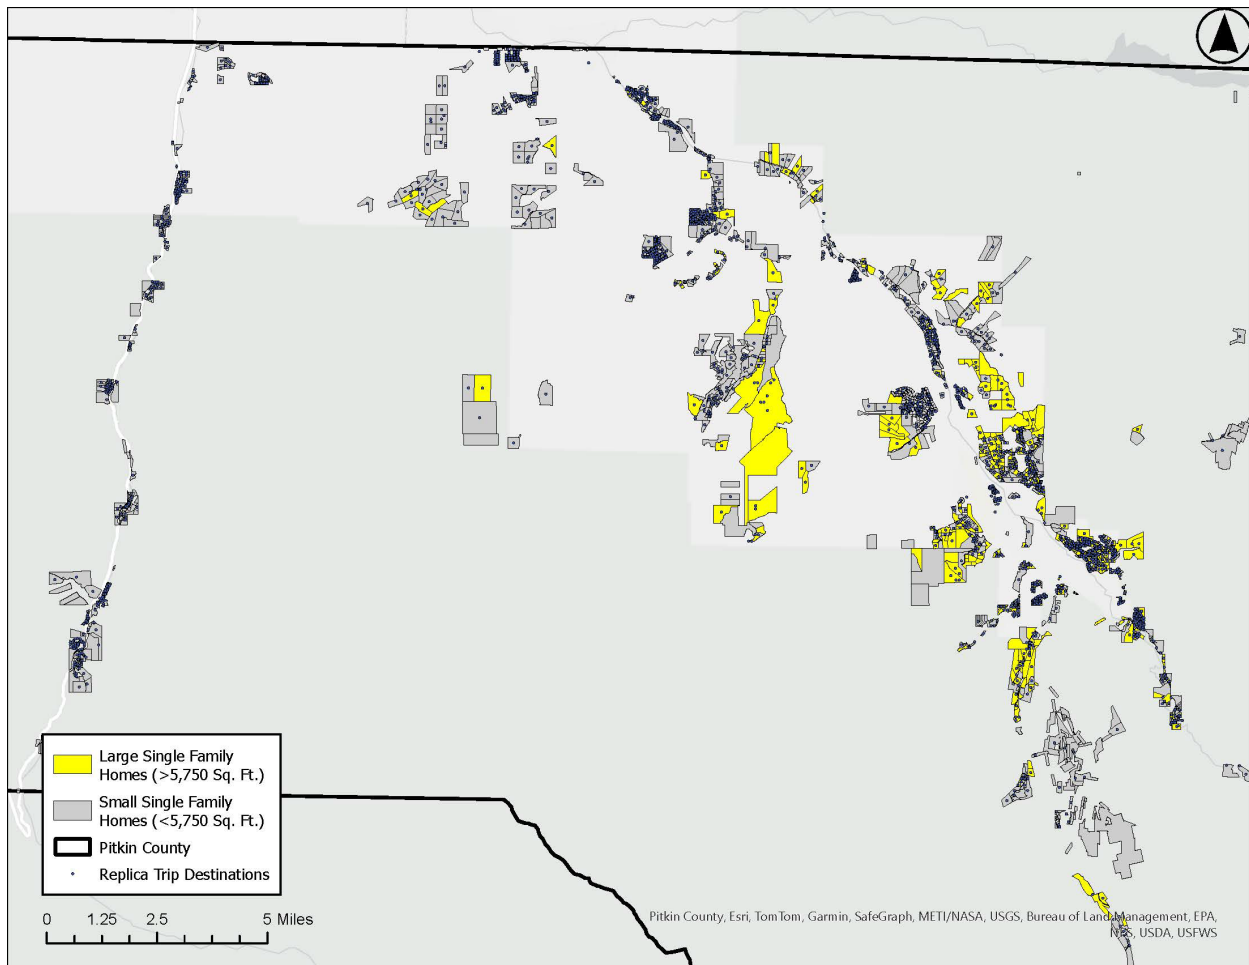 Large Single Family
Homes (>5,750 Sq. Ft.)
Small Single Family
Homes (<5,750 Sq. Ft.)
Pitkin County
Replica Trip Destinations
0 1.25 2.5 5 Miles
Pitkin County, Esri, TomTom, Garmin, SafeGraph, METI/NASA, USGS, Bureau of Land Management, EPA,
NPS, USDA, USFWS